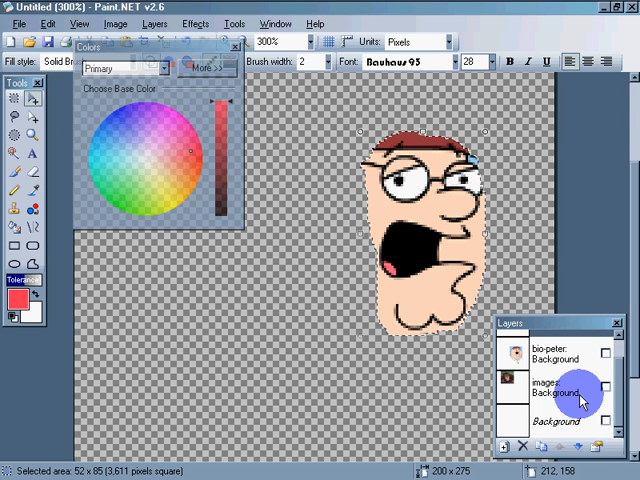 Untitled (300%) - Paint.NET v2.6
File Edit View Image Layers Effects Tools Window Help
300% Units: Pixels
Fill style: Solid Brush width: 2 Font: Bauhaus 93 28 B I U
Colors
Primary More >>
Choose Base Color
Tools
A
Tolerance
Layers
bio-peter:
Background
images:
Background
Background
Selected area: 52 x 85 (3,611 pixels square) 200 x 275 212, 158